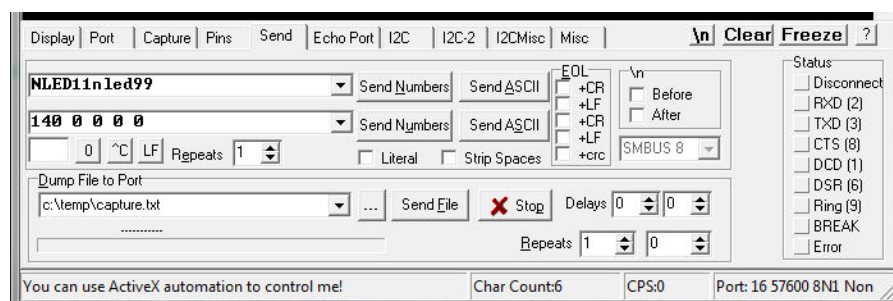 Display Port Capture Pins Send Echo Port I2C I2C-2 I2CMisc Misc \n Clear Freeze ?
Status
EOL \n
NLED11nled99 Send Numbers Send ASCII +CR Before Disconnect
+LF After RXD (2)
140 0 0 0 0 Send Numbers Send ASCII +CR TXD (3)
+LF CTS (8)
0 ^C LF Repeats 1 Literal Strip Spaces +crc SMBUS 8 DCD (1)
Dump File to Port DSR (6)
c:\temp\capture.txt ... Send File Stop Delays 0 0 Ring (9)
----------- BREAK
Repeats 1 0 Error
You can use ActiveX automation to control me! Char Count:6 CPS:0 Port: 16 57600 8N1 Non